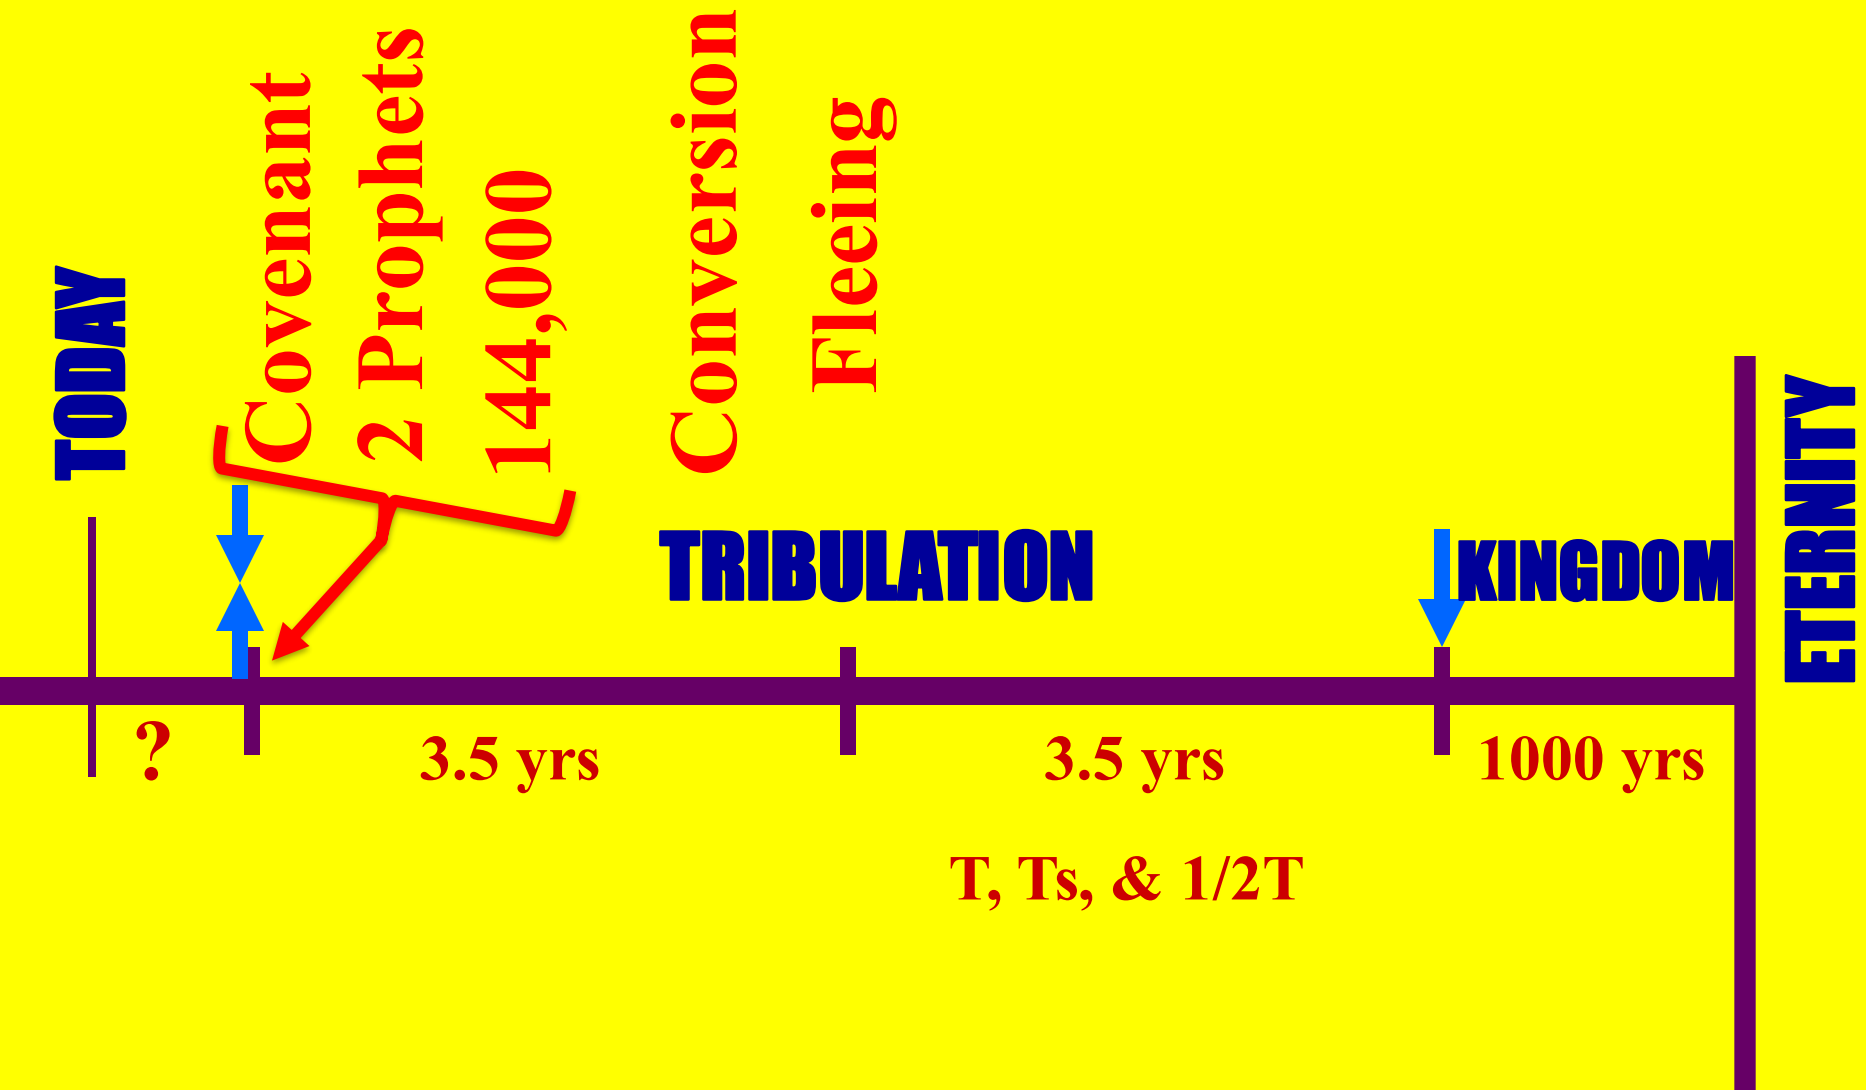 TODAY
Covenant
2 Prophets
144,000
Conversion
Fleeing
TRIBULATION
KINGDOM
ETERNITY
?
3.5 yrs
3.5 yrs
1000 yrs
T, Ts, & 1/2T